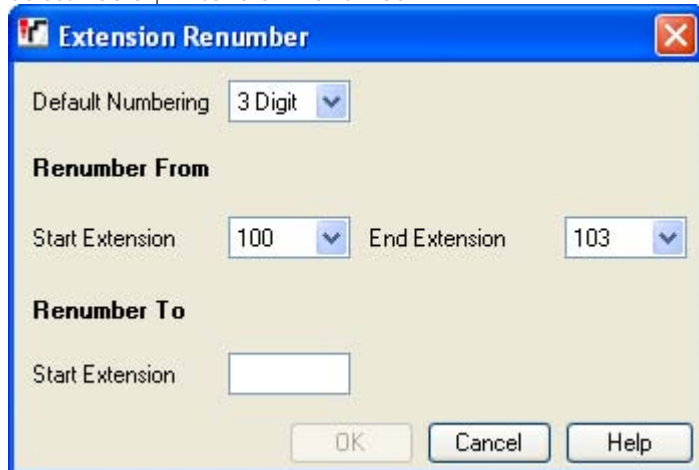 Extension Renumber
Default Numbering 3 Digit
Renumber From
Start Extension 100 End Extension 103
Renumber To
Start Extension
OK Cancel Help